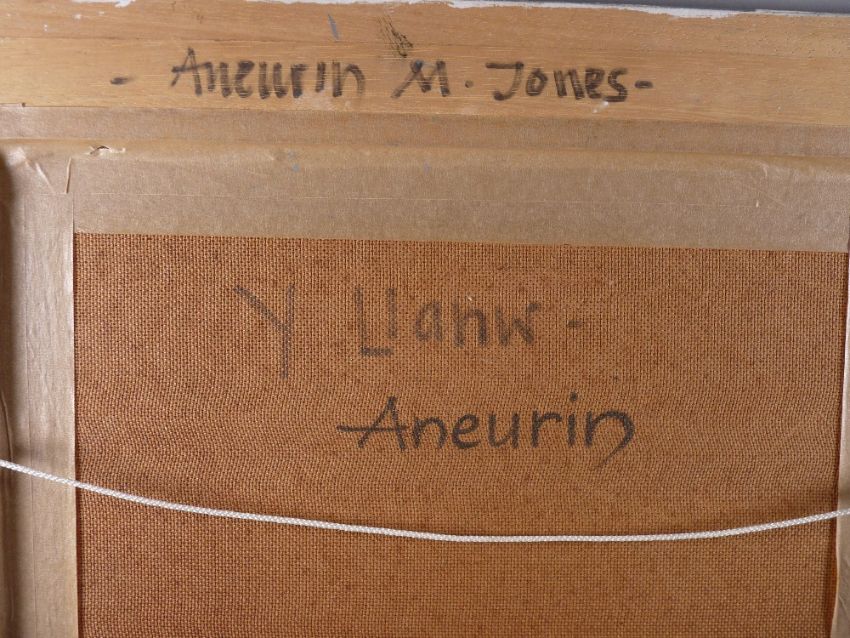 - Aneurin M. Jones -
Y Llanw -
Aneurin